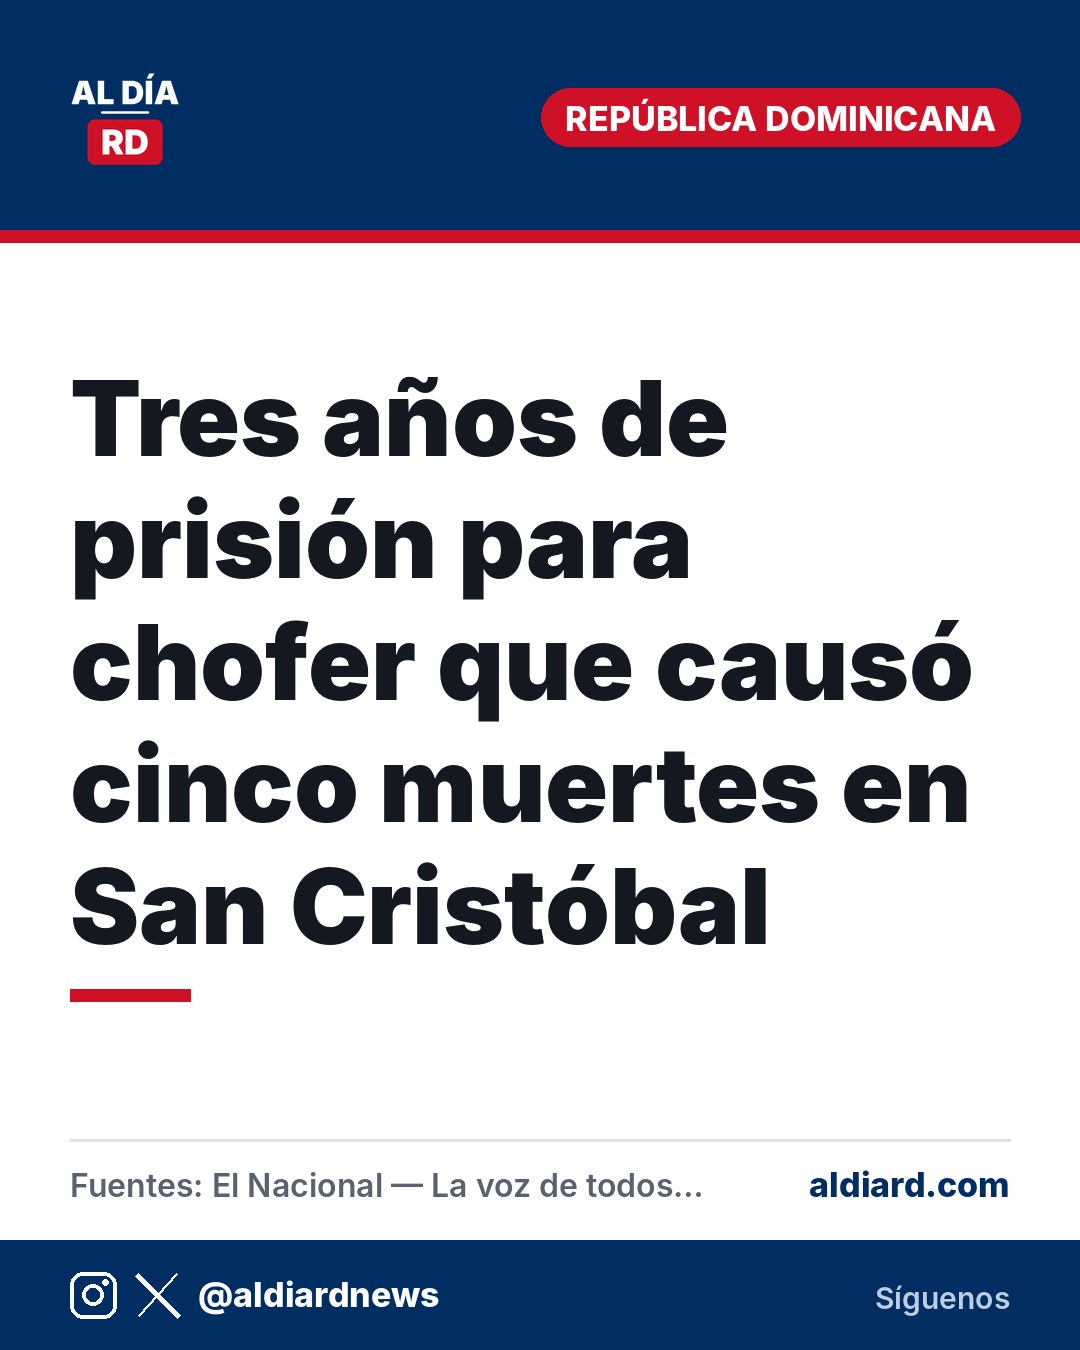 AL DÍA
RD
REPÚBLICA DOMINICANA
Tres años de
prisión para
chofer que causó
cinco muertes en
San Cristóbal
Fuentes: El Nacional — La voz de todos...
aldiard.com
@aldiardnews
Síguenos